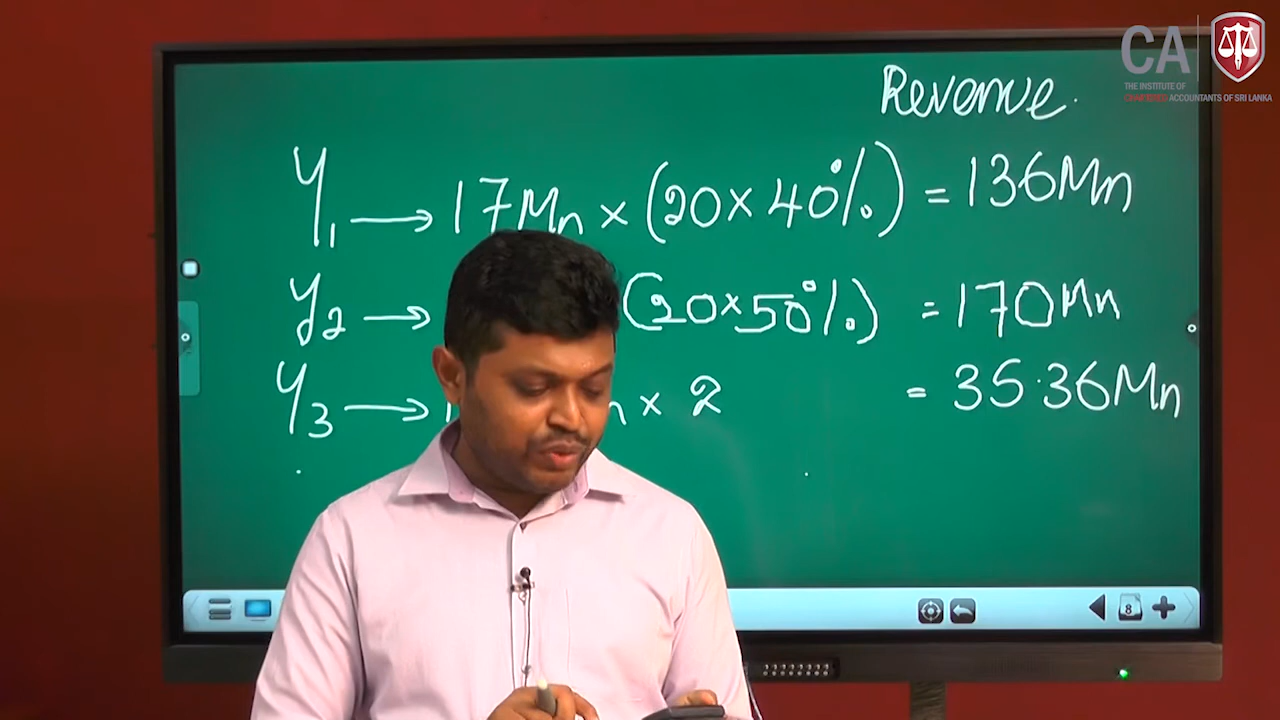 CA
THE INSTITUTE OF
CHARTERED ACCOUNTANTS OF SRI LANKA
Revenue.
Y1 → 17Mn × (20 × 40%) = 136Mn
Y2 → (20×50%) = 170Mn
Y3 → × 2 = 35.36Mn
8